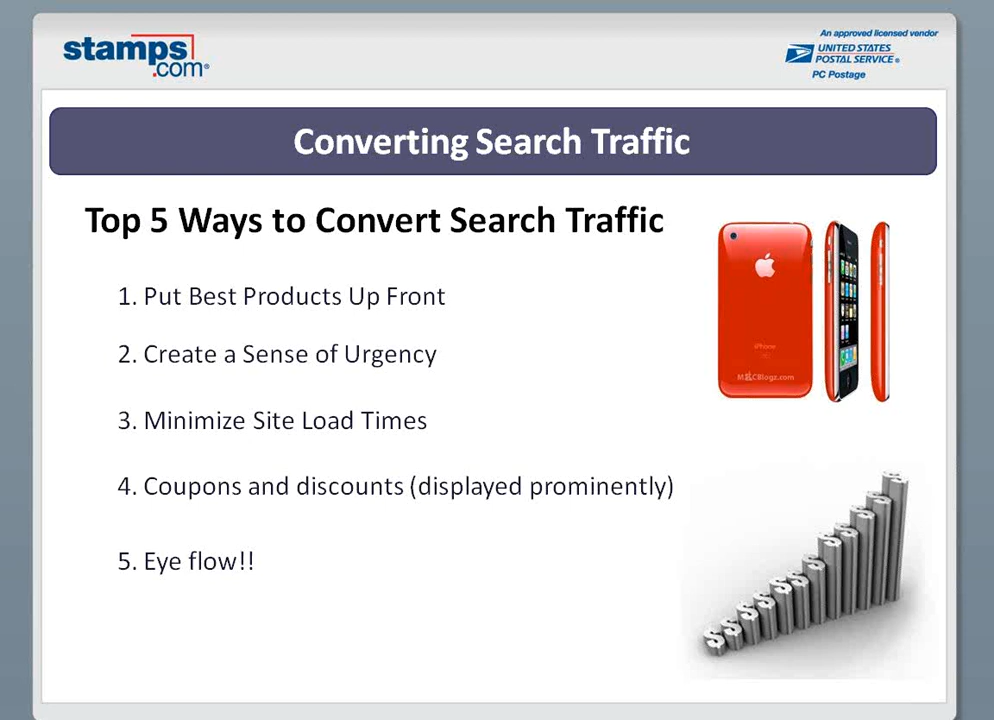 stamps
.com®
An approved licensed vendor
UNITED STATES
POSTAL SERVICE®
PC Postage
Converting Search Traffic
Top 5 Ways to Convert Search Traffic
1. Put Best Products Up Front
2. Create a Sense of Urgency
3. Minimize Site Load Times
4. Coupons and discounts (displayed prominently)
5. Eye flow!!
iPhone